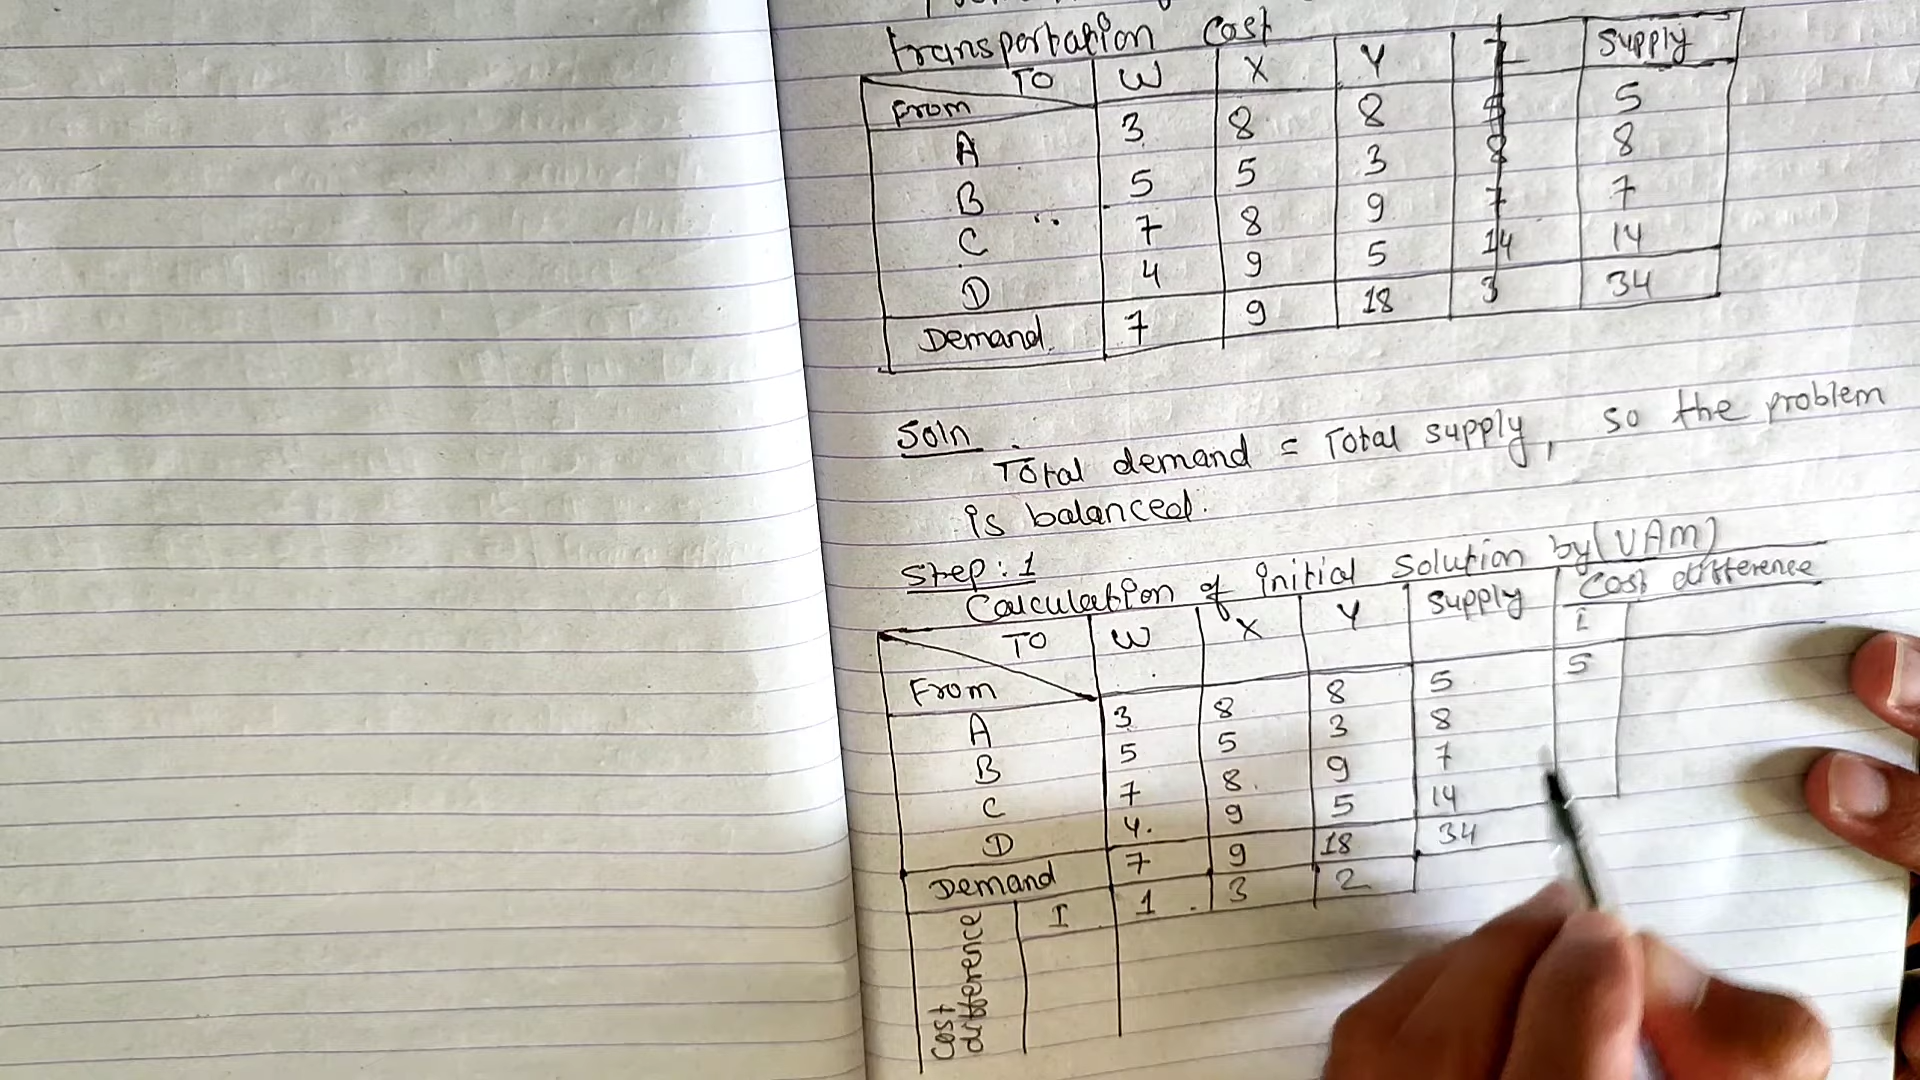 transportation cost
TO W X Y Supply
From
A 3 8 8 5
B 5 5 3 8
C 7 8 9 7 7
D 4 9 5 14 14
Demand 7 9 18 3 34
Soln
Total demand = Total supply, so the problem
is balanced.
Step: 1
Calculation of initial solution by (VAM)
TO W X Y supply Cost difference
From I
A 3 8 8 5 5
B 5 5 3 8
C 7 8 9 7
D 4 9 5 14
Demand 7 9 18 34
Cost difference I 1 3 2